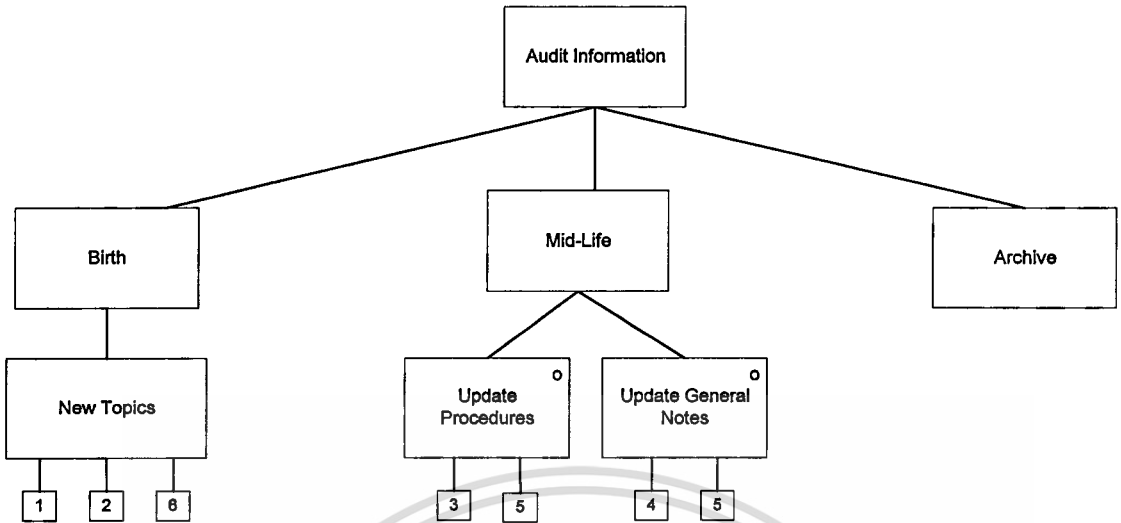 Audit Information
Birth
Mid-Life
Archive
New Topics
Update
Procedures
o
Update General
Notes
o
1
2
6
3
5
4
5